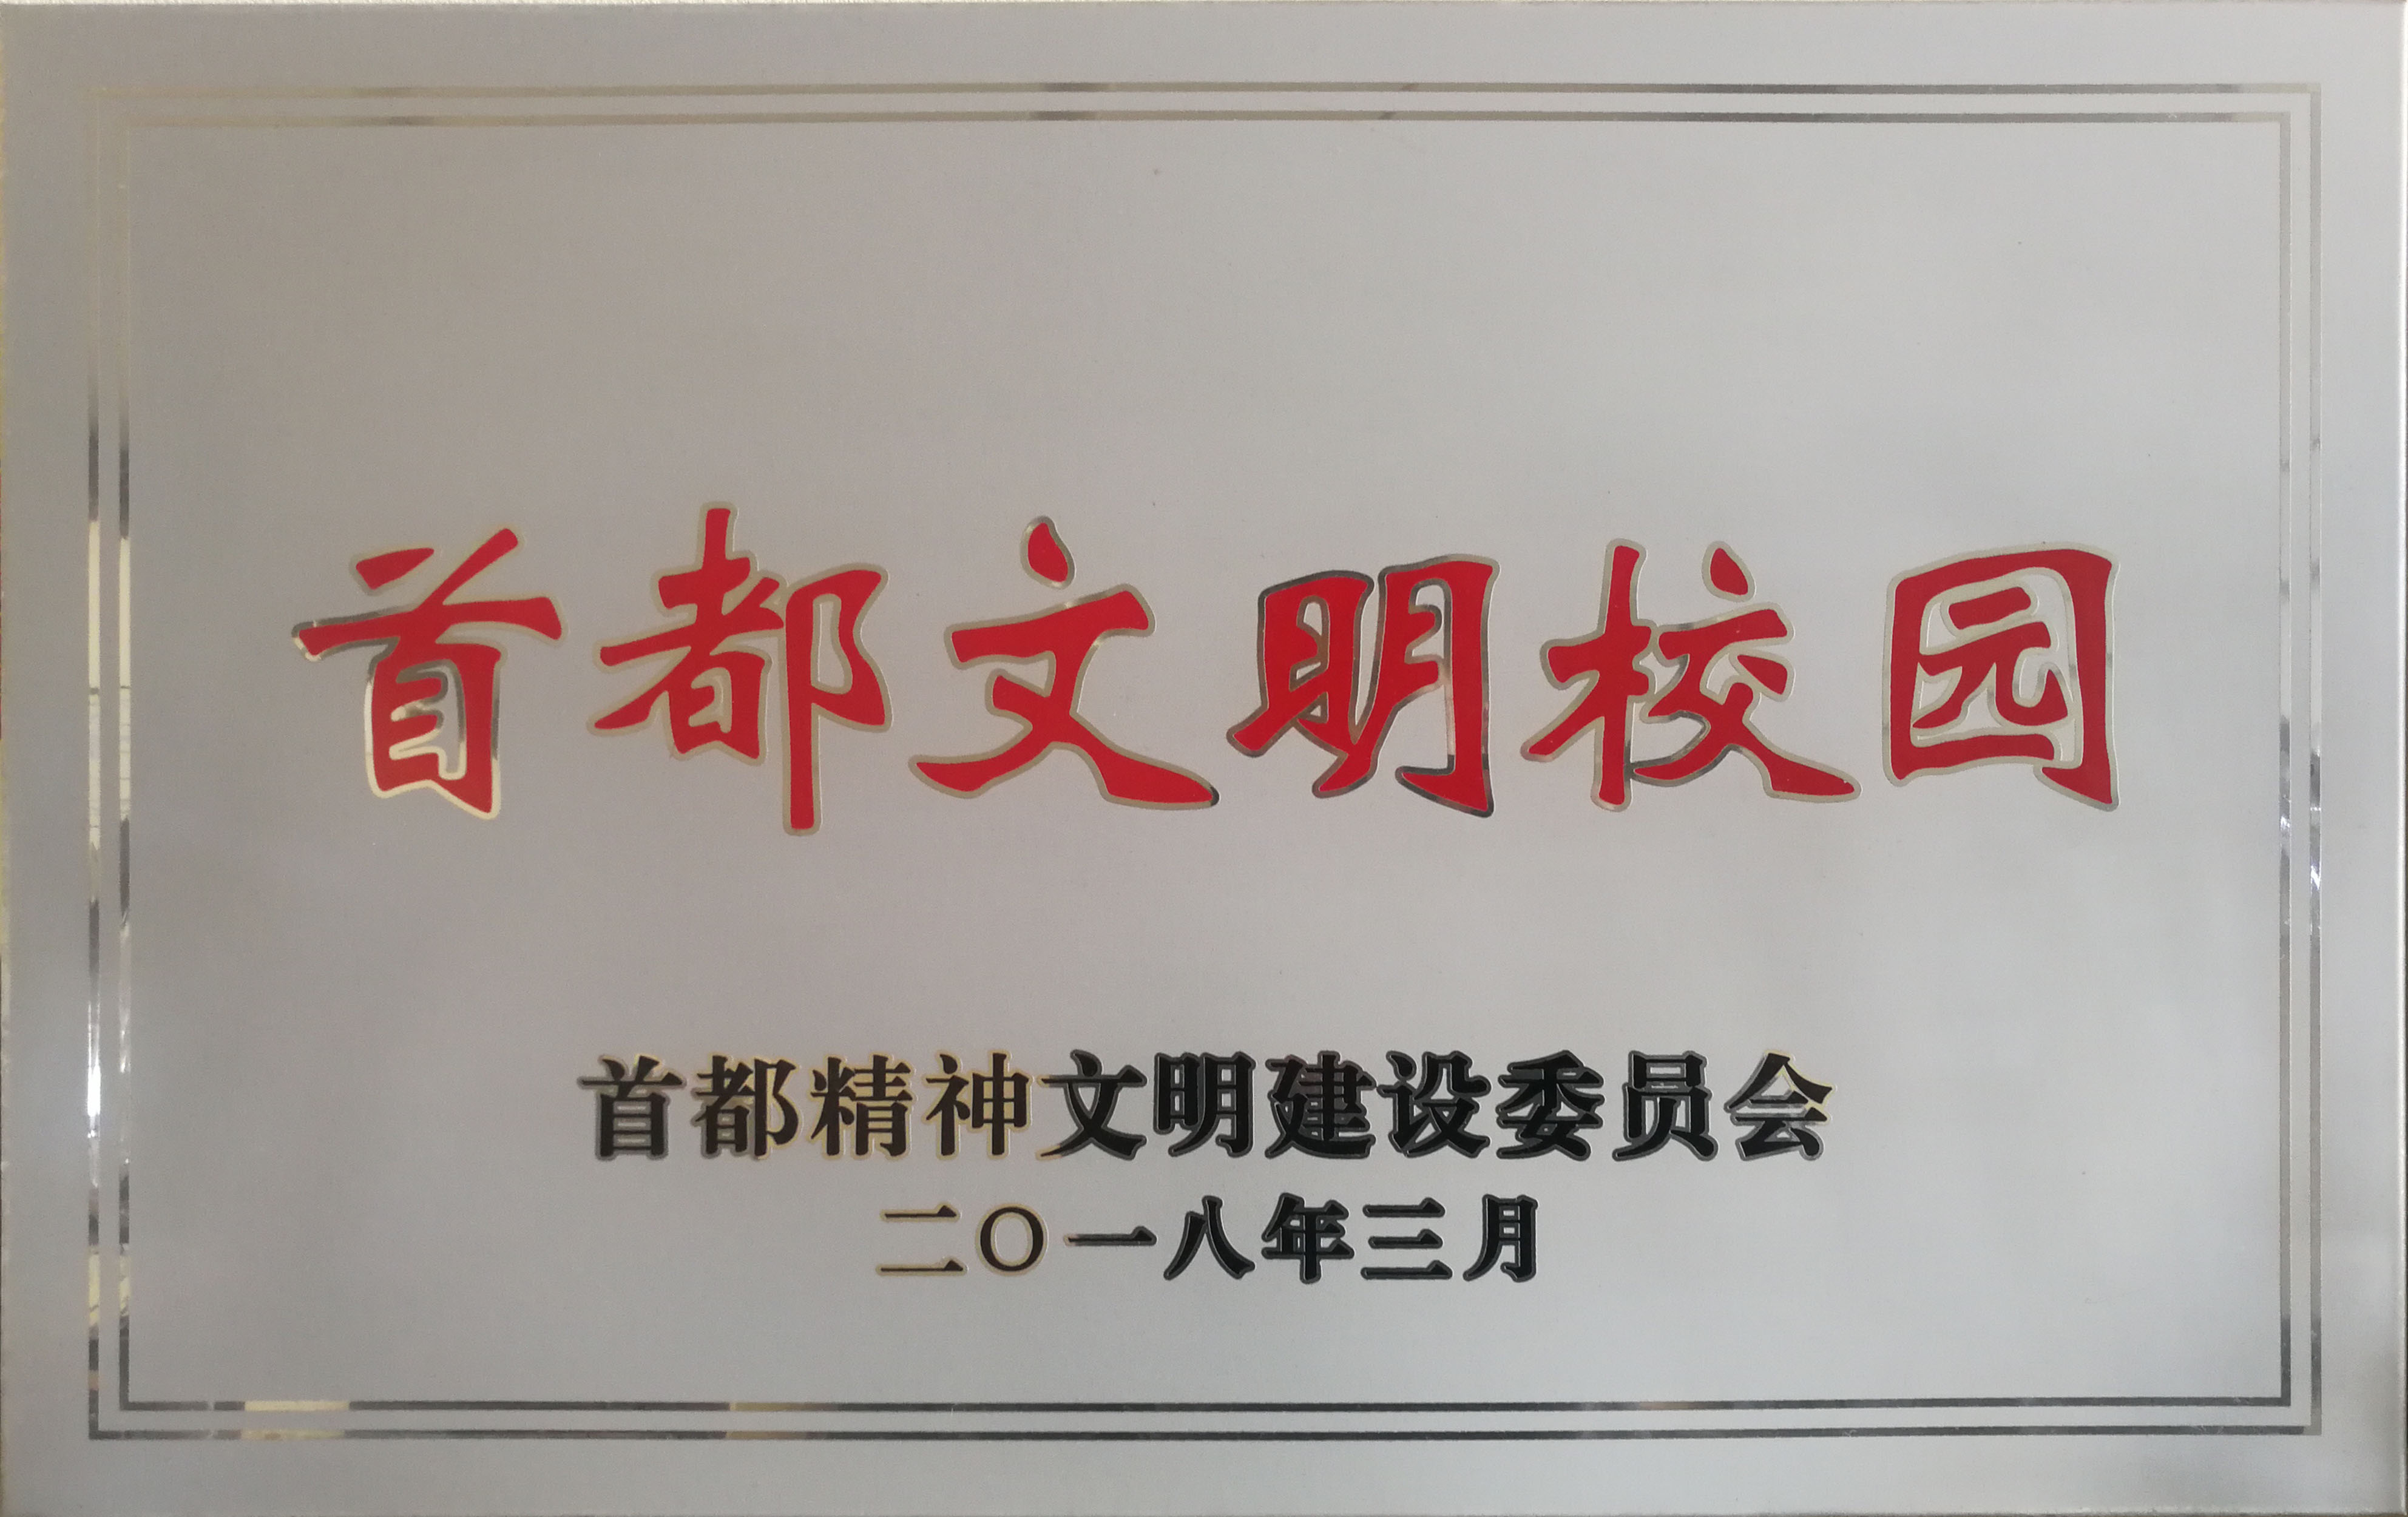 首都文明校园
首都精神文明建设委员会
二〇一八年三月